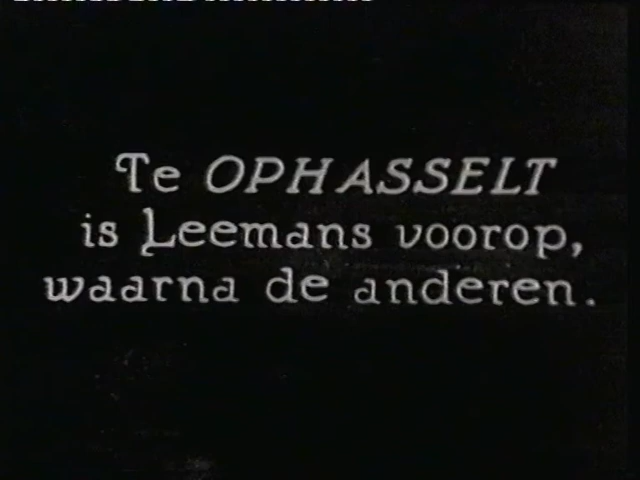 Te OPHASSELT
is Leemans voorop,
waarna de anderen.